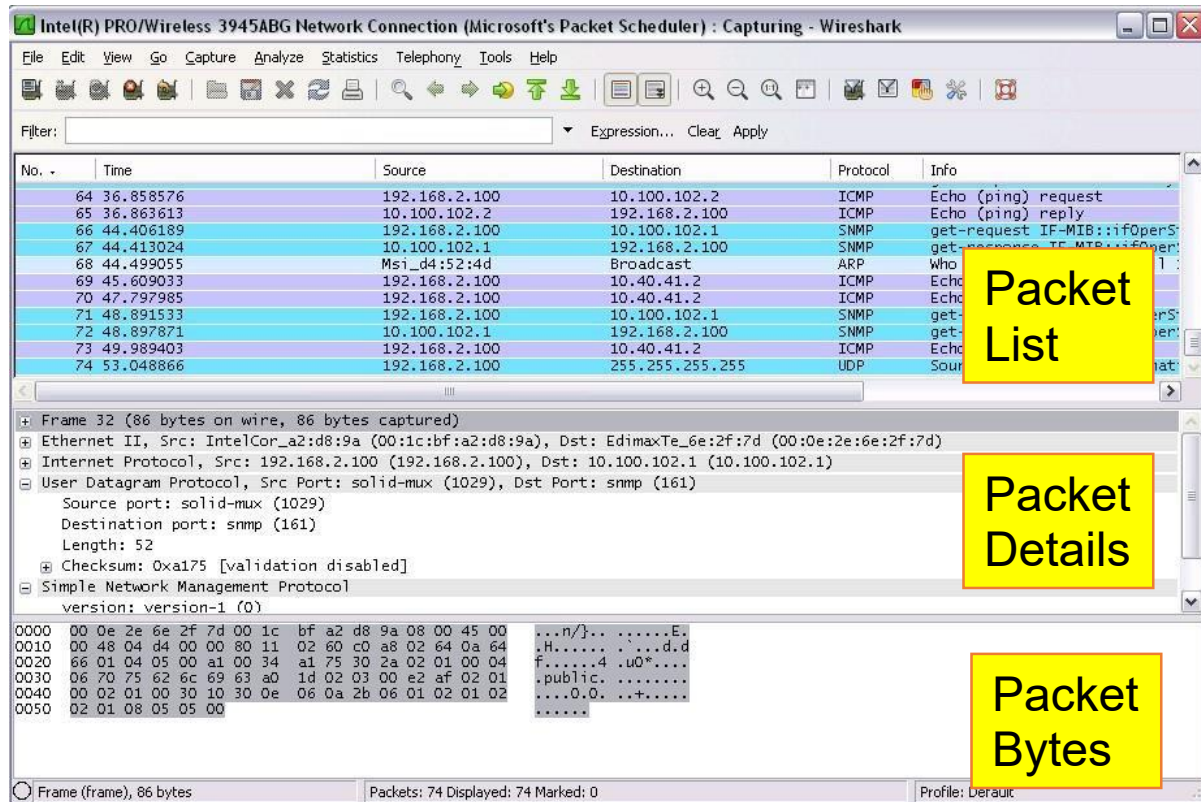 Intel(R) PRO/Wireless 3945ABG Network Connection (Microsoft's Packet Scheduler) : Capturing - Wireshark
File Edit View Go Capture Analyze Statistics Telephony Tools Help
Filter: Expression... Clear Apply
No. Time Source Destination Protocol Info
64 36.858576 192.168.2.100 10.100.102.2 ICMP Echo (ping) request
65 36.863613 10.100.102.2 192.168.2.100 ICMP Echo (ping) reply
66 44.406189 192.168.2.100 10.100.102.1 SNMP get-request IF-MIB::ifOperS
67 44.413024 10.100.102.1 192.168.2.100 SNMP get-response IF-MIB::ifOper
68 44.499055 Msi_d4:52:4d Broadcast ARP Who
69 45.609033 192.168.2.100 10.40.41.2 ICMP Echo
70 47.797985 192.168.2.100 10.40.41.2 ICMP Echo
71 48.891533 192.168.2.100 10.100.102.1 SNMP get-
72 48.897871 10.100.102.1 192.168.2.100 SNMP get-
73 49.989403 192.168.2.100 10.40.41.2 ICMP Echo
74 53.048866 192.168.2.100 255.255.255.255 UDP Sour
Packet
List
Frame 32 (86 bytes on wire, 86 bytes captured)
Ethernet II, Src: IntelCor_a2:d8:9a (00:1c:bf:a2:d8:9a), Dst: EdimaxTe_6e:2f:7d (00:0e:2e:6e:2f:7d)
Internet Protocol, Src: 192.168.2.100 (192.168.2.100), Dst: 10.100.102.1 (10.100.102.1)
User Datagram Protocol, Src Port: solid-mux (1029), Dst Port: snmp (161)
Source port: solid-mux (1029)
Destination port: snmp (161)
Length: 52
Checksum: 0xa175 [validation disabled]
Simple Network Management Protocol
version: version-1 (0)
Packet
Details
0000 00 0e 2e 6e 2f 7d 00 1c bf a2 d8 9a 08 00 45 00 ...n/}.. ......E.
0010 00 48 04 d4 00 00 80 11 02 60 c0 a8 02 64 0a 64 .H...... .`...d.d
0020 66 01 04 05 00 a1 00 34 a1 75 30 2a 02 01 00 04 f......4 .u0*....
0030 06 70 75 62 6c 69 63 a0 1d 02 03 00 e2 af 02 01 .public. ........
0040 00 02 01 00 30 10 30 0e 06 0a 2b 06 01 02 01 02 ....0.0. ..+.....
0050 02 01 08 05 05 00 ......
Packet
Bytes
Frame (frame), 86 bytes Packets: 74 Displayed: 74 Marked: 0 Profile: Default